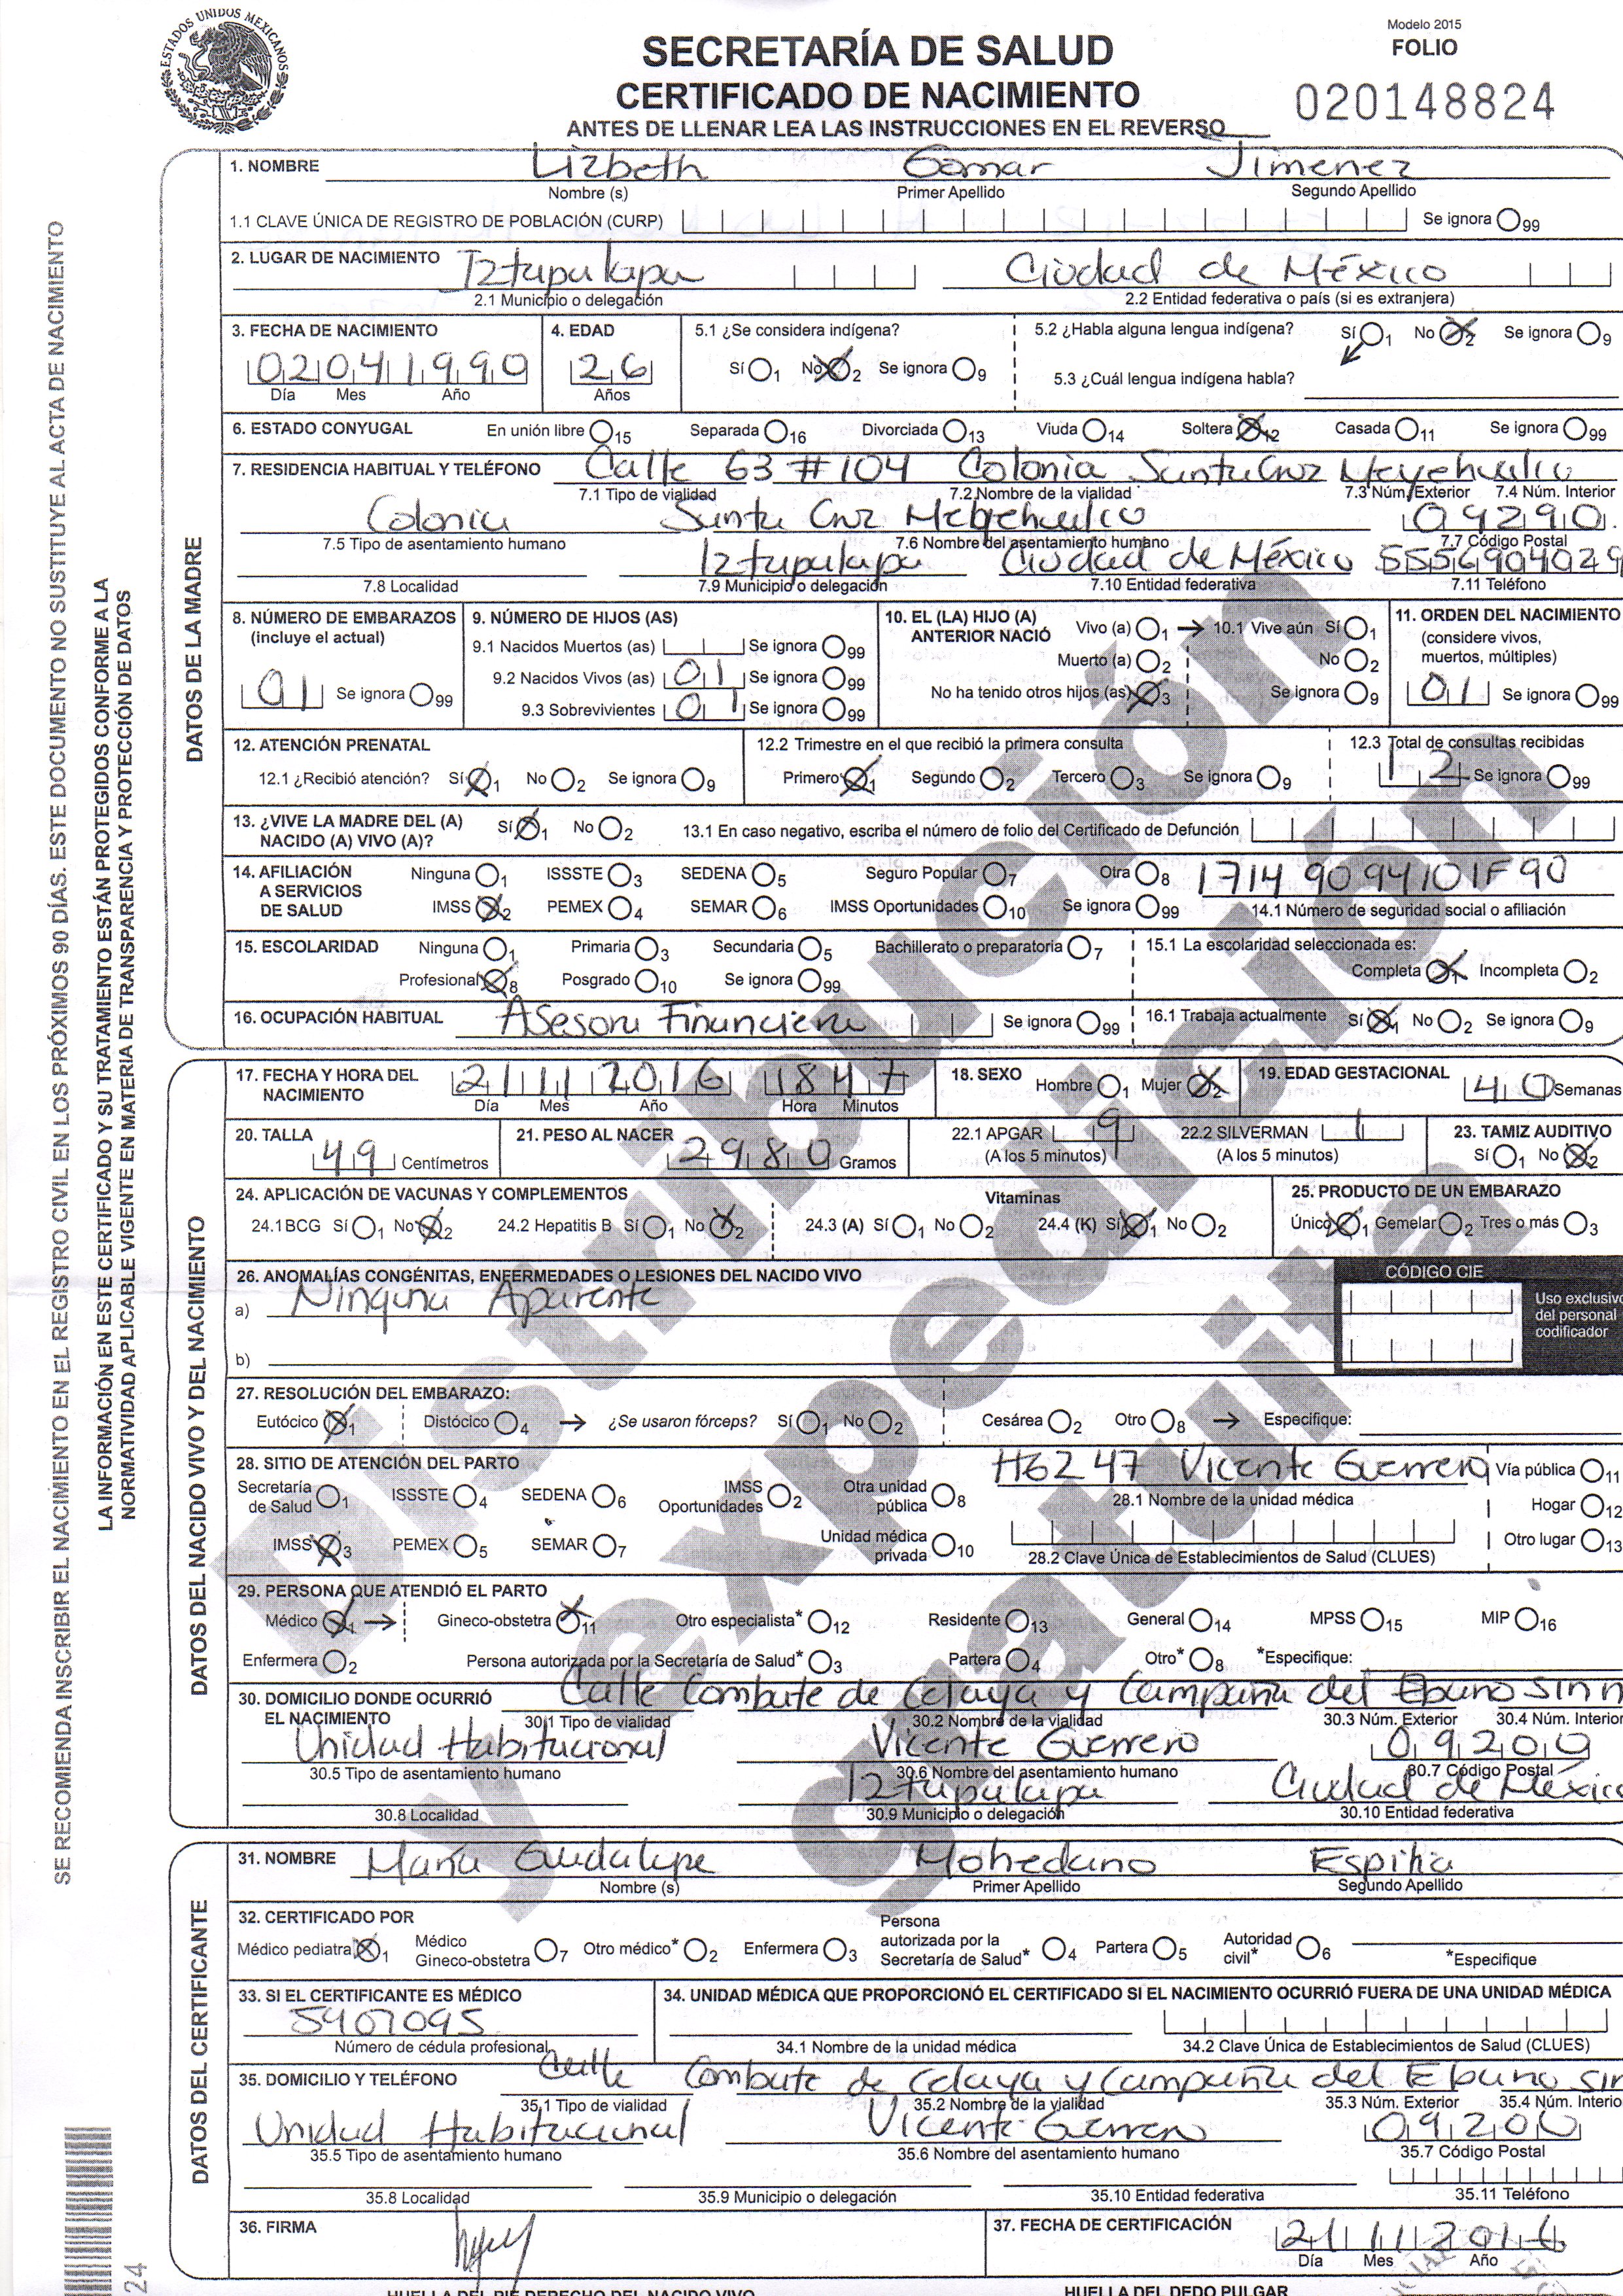 ESTADOS UNIDOS MEXICANOS
Modelo 2015
SECRETARÍA DE SALUD
FOLIO
CERTIFICADO DE NACIMIENTO
020148824
ANTES DE LLENAR LEA LAS INSTRUCCIONES EN EL REVERSO
SE RECOMIENDA INSCRIBIR EL NACIMIENTO EN EL REGISTRO CIVIL EN LOS PRÓXIMOS 90 DÍAS. ESTE DOCUMENTO NO SUSTITUYE AL ACTA DE NACIMIENTO
LA INFORMACIÓN EN ESTE CERTIFICADO Y SU TRATAMIENTO ESTÁN PROTEGIDOS CONFORME A LA
NORMATIVIDAD APLICABLE VIGENTE EN MATERIA DE TRANSPARENCIA Y PROTECCIÓN DE DATOS
Distribución
y expedición
gratuita
DATOS DE LA MADRE
1. NOMBRE Lizbeth Gomar Jimenez
Nombre (s) Primer Apellido Segundo Apellido
1.1 CLAVE ÚNICA DE REGISTRO DE POBLACIÓN (CURP) Se ignora 99
2. LUGAR DE NACIMIENTO Iztapalapa Ciudad de México
2.1 Municipio o delegación 2.2 Entidad federativa o país (si es extranjera)
3. FECHA DE NACIMIENTO 4. EDAD 5.1 ¿Se considera indígena? 5.2 ¿Habla alguna lengua indígena? Sí 1 No 2 Se ignora 9
02041990 26 Sí 1 No 2 Se ignora 9 5.3 ¿Cuál lengua indígena habla?
Día Mes Año Años
6. ESTADO CONYUGAL En unión libre 15 Separada 16 Divorciada 13 Viuda 14 Soltera 12 Casada 11 Se ignora 99
7. RESIDENCIA HABITUAL Y TELÉFONO Calle 63 #104 Colonia Santa Cruz Meyehualco
7.1 Tipo de vialidad 7.2 Nombre de la vialidad 7.3 Núm. Exterior 7.4 Núm. Interior
Colonia Santa Cruz Meyehualco 09290
7.5 Tipo de asentamiento humano 7.6 Nombre del asentamiento humano 7.7 Código Postal
Iztapalapa Ciudad de México 5556904029
7.8 Localidad 7.9 Municipio o delegación 7.10 Entidad federativa 7.11 Teléfono
8. NÚMERO DE EMBARAZOS 9. NÚMERO DE HIJOS (AS) 10. EL (LA) HIJO (A) ANTERIOR NACIÓ Vivo (a) 1 10.1 Vive aún Sí 1 11. ORDEN DEL NACIMIENTO
(incluye el actual) 9.1 Nacidos Muertos (as) Se ignora 99 Muerto (a) 2 No 2 (considere vivos, muertos, múltiples)
01 Se ignora 99 9.2 Nacidos Vivos (as) 01 Se ignora 99 No ha tenido otros hijos (as) 3 Se ignora 9 01 Se ignora 99
9.3 Sobrevivientes 01 Se ignora 99
12. ATENCIÓN PRENATAL 12.2 Trimestre en el que recibió la primera consulta 12.3 Total de consultas recibidas
12.1 ¿Recibió atención? Sí 1 No 2 Se ignora 9 Primero 1 Segundo 2 Tercero 3 Se ignora 9 12 Se ignora 99
13. ¿VIVE LA MADRE DEL (A) NACIDO (A) VIVO (A)? Sí 1 No 2 13.1 En caso negativo, escriba el número de folio del Certificado de Defunción
14. AFILIACIÓN A SERVICIOS DE SALUD Ninguna 1 ISSSTE 3 SEDENA 5 Seguro Popular 7 Otra 8 1714 90 94101F90
IMSS 2 PEMEX 4 SEMAR 6 IMSS Oportunidades 10 Se ignora 99 14.1 Número de seguridad social o afiliación
15. ESCOLARIDAD Ninguna 1 Primaria 3 Secundaria 5 Bachillerato o preparatoria 7 15.1 La escolaridad seleccionada es:
Profesional 8 Posgrado 10 Se ignora 99 Completa 1 Incompleta 2
16. OCUPACIÓN HABITUAL Asesora Financiera Se ignora 99 16.1 Trabaja actualmente Sí 1 No 2 Se ignora 9
DATOS DEL NACIDO VIVO Y DEL NACIMIENTO
17. FECHA Y HORA DEL NACIMIENTO 21 11 2016 1847 18. SEXO Hombre 1 Mujer 2 19. EDAD GESTACIONAL 40 Semanas
Día Mes Año Hora Minutos
20. TALLA 49 Centímetros 21. PESO AL NACER 2980 Gramos 22.1 APGAR 9 22.2 SILVERMAN 1 23. TAMIZ AUDITIVO
(A los 5 minutos) (A los 5 minutos) Sí 1 No 2
24. APLICACIÓN DE VACUNAS Y COMPLEMENTOS Vitaminas 25. PRODUCTO DE UN EMBARAZO
24.1 BCG Sí 1 No 2 24.2 Hepatitis B Sí 1 No 2 24.3 (A) Sí 1 No 2 24.4 (K) Sí 1 No 2 Único 1 Gemelar 2 Tres o más 3
26. ANOMALÍAS CONGÉNITAS, ENFERMEDADES O LESIONES DEL NACIDO VIVO CÓDIGO CIE
a) Ninguna Aparente Uso exclusivo del personal codificador
b)
27. RESOLUCIÓN DEL EMBARAZO:
Eutócico 1 Distócico 4 ¿Se usaron fórceps? Sí 1 No 2 Cesárea 2 Otro 8 Especifique:
28. SITIO DE ATENCIÓN DEL PARTO HGZ 47 Vicente Guerrero Vía pública 11
Secretaría de Salud 1 ISSSTE 4 SEDENA 6 IMSS Oportunidades 2 Otra unidad pública 8 28.1 Nombre de la unidad médica Hogar 12
IMSS 3 PEMEX 5 SEMAR 7 Unidad médica privada 10 28.2 Clave Única de Establecimientos de Salud (CLUES) Otro lugar 13
29. PERSONA QUE ATENDIÓ EL PARTO
Médico 1 Gineco-obstetra 11 Otro especialista* 12 Residente 13 General 14 MPSS 15 MIP 16
Enfermera 2 Persona autorizada por la Secretaría de Salud* 3 Partera 4 Otro* 8 *Especifique:
30. DOMICILIO DONDE OCURRIÓ EL NACIMIENTO Calle Combate de Celaya y Campaña del Ebano sin n
30.1 Tipo de vialidad 30.2 Nombre de la vialidad 30.3 Núm. Exterior 30.4 Núm. Interior
Unidad Habitacional Vicente Guerrero 09200
30.5 Tipo de asentamiento humano 30.6 Nombre del asentamiento humano 30.7 Código Postal
Iztapalapa Ciudad de México
30.8 Localidad 30.9 Municipio o delegación 30.10 Entidad federativa
DATOS DEL CERTIFICANTE
31. NOMBRE María Guadalupe Mohedano Espitia
Nombre (s) Primer Apellido Segundo Apellido
32. CERTIFICADO POR
Médico pediatra 1 Médico Gineco-obstetra 7 Otro médico* 2 Enfermera 3 Persona autorizada por la Secretaría de Salud* 4 Partera 5 Autoridad civil* 6 *Especifique
33. SI EL CERTIFICANTE ES MÉDICO 34. UNIDAD MÉDICA QUE PROPORCIONÓ EL CERTIFICADO SI EL NACIMIENTO OCURRIÓ FUERA DE UNA UNIDAD MÉDICA
5907095
Número de cédula profesional 34.1 Nombre de la unidad médica 34.2 Clave Única de Establecimientos de Salud (CLUES)
35. DOMICILIO Y TELÉFONO Calle Combate de Celaya y Campaña del Ebano sin
35.1 Tipo de vialidad 35.2 Nombre de la vialidad 35.3 Núm. Exterior 35.4 Núm. Interio
Unidad Habitacional Vicente Guerrero 09200
35.5 Tipo de asentamiento humano 35.6 Nombre del asentamiento humano 35.7 Código Postal
35.8 Localidad 35.9 Municipio o delegación 35.10 Entidad federativa 35.11 Teléfono
36. FIRMA 37. FECHA DE CERTIFICACIÓN 21 11 2016
Día Mes Año
24
HUELLA DEL PIE DERECHO DEL NACIDO VIVO HUELLA DEL DEDO PULGAR